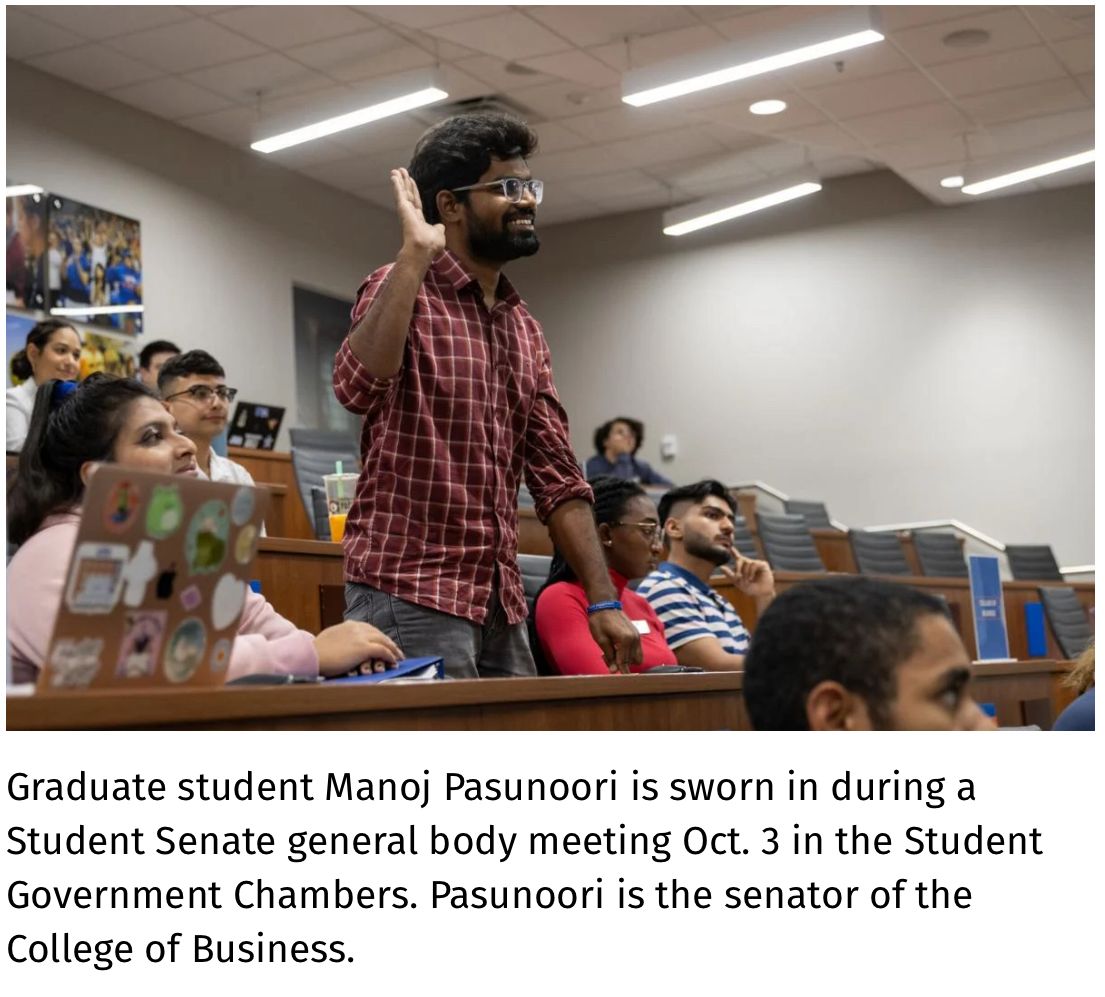 Graduate student Manoj Pasunoori is sworn in during a
Student Senate general body meeting Oct. 3 in the Student
Government Chambers. Pasunoori is the senator of the
College of Business.